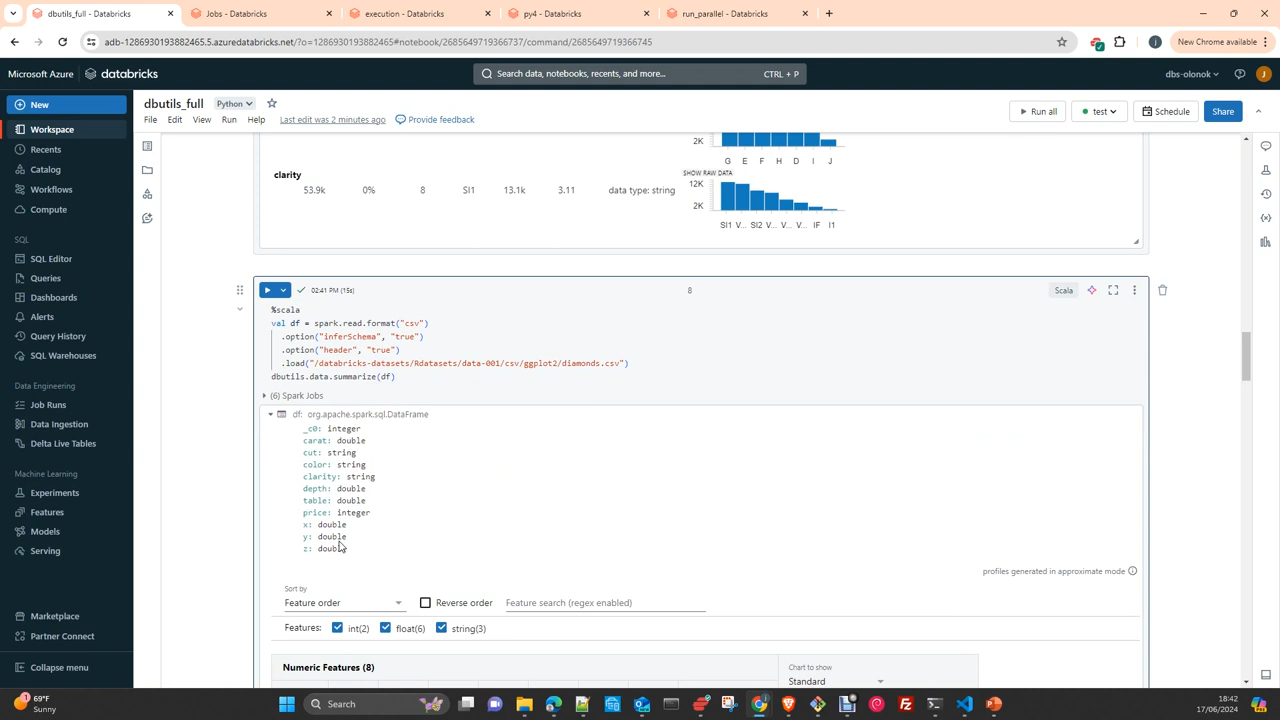 dbutils_full - Databricks
Jobs - Databricks
execution - Databricks
py4 - Databricks
run_parallel - Databricks
adb-1286930193882465.5.azuredatabricks.net/?o=1286930193882465#notebook/2685649719366737/command/2685649719366745
New Chrome available
Microsoft Azure
databricks
Search data, notebooks, recents, and more...
CTRL + P
dbs-olonok
J
New
Workspace
Recents
Catalog
Workflows
Compute
SQL
SQL Editor
Queries
Dashboards
Alerts
Query History
SQL Warehouses
Data Engineering
Job Runs
Data Ingestion
Delta Live Tables
Machine Learning
Experiments
Features
Models
Serving
Marketplace
Partner Connect
Collapse menu
dbutils_full
Python
File Edit View Run Help
Last edit was 2 minutes ago
Provide feedback
Run all
test
Schedule
Share
2K
G E F H D I J
clarity
53.9k 0% 8 SI1 13.1k 3.11 data type: string
SHOW RAW DATA
12K
2K
SI1 V... SI2 V... V... V... IF I1
02:41 PM (15s)
8
Scala
%scala
val df = spark.read.format("csv")
.option("inferSchema", "true")
.option("header", "true")
.load("/databricks-datasets/Rdatasets/data-001/csv/ggplot2/diamonds.csv")
dbutils.data.summarize(df)
(6) Spark Jobs
df: org.apache.spark.sql.DataFrame
_c0: integer
carat: double
cut: string
color: string
clarity: string
depth: double
table: double
price: integer
x: double
y: double
z: double
profiles generated in approximate mode
Sort by
Feature order
Reverse order
Feature search (regex enabled)
Features: int(2) float(6) string(3)
Numeric Features (8)
Chart to show
Standard
69°F
Sunny
Search
18:42
17/06/2024